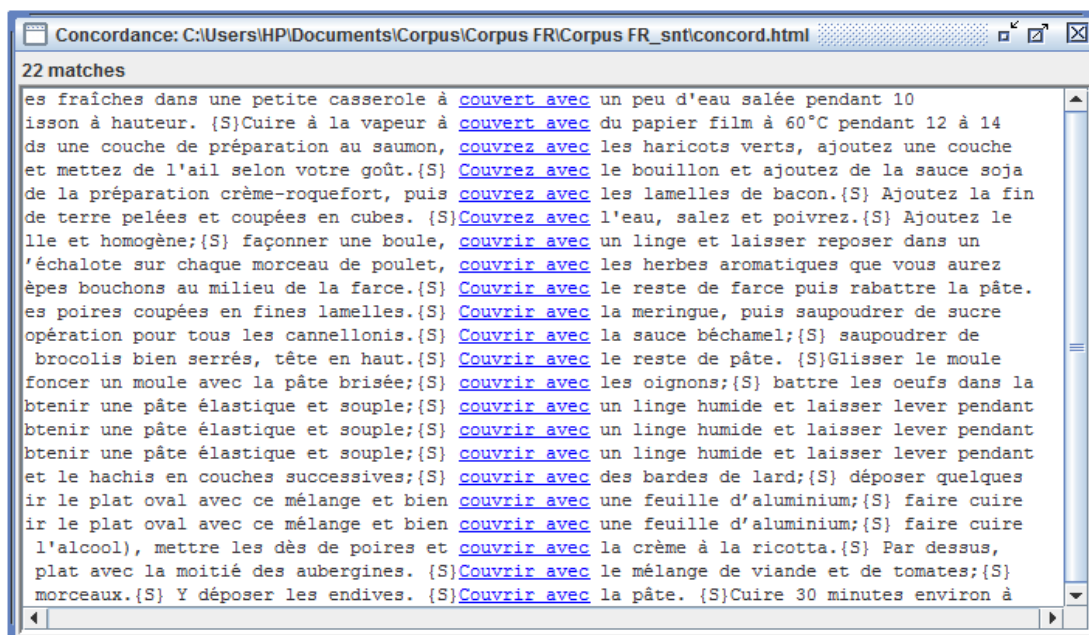 Concordance: C:\Users\HP\Documents\Corpus\Corpus FR\Corpus FR_snt\concord.html
22 matches
es fraîches dans une petite casserole à couvert avec un peu d'eau salée pendant 10
isson à hauteur. {S}Cuire à la vapeur à couvert avec du papier film à 60°C pendant 12 à 14
ds une couche de préparation au saumon, couvrez avec les haricots verts, ajoutez une couche
et mettez de l'ail selon votre goût.{S} Couvrez avec le bouillon et ajoutez de la sauce soja
de la préparation crème-roquefort, puis couvrez avec les lamelles de bacon.{S} Ajoutez la fin
de terre pelées et coupées en cubes. {S}Couvrez avec l'eau, salez et poivrez.{S} Ajoutez le
lle et homogène;{S} façonner une boule, couvrir avec un linge et laisser reposer dans un
’échalote sur chaque morceau de poulet, couvrir avec les herbes aromatiques que vous aurez
èpes bouchons au milieu de la farce.{S} Couvrir avec le reste de farce puis rabattre la pâte.
es poires coupées en fines lamelles.{S} Couvrir avec la meringue, puis saupoudrer de sucre
opération pour tous les cannellonis.{S} Couvrir avec la sauce béchamel;{S} saupoudrer de
brocolis bien serrés, tête en haut.{S} Couvrir avec le reste de pâte. {S}Glisser le moule
foncer un moule avec la pâte brisée;{S} couvrir avec les oignons;{S} battre les oeufs dans la
btenir une pâte élastique et souple;{S} couvrir avec un linge humide et laisser lever pendant
btenir une pâte élastique et souple;{S} couvrir avec un linge humide et laisser lever pendant
btenir une pâte élastique et souple;{S} couvrir avec un linge humide et laisser lever pendant
et le hachis en couches successives;{S} couvrir avec des bardes de lard;{S} déposer quelques
ir le plat oval avec ce mélange et bien couvrir avec une feuille d’aluminium;{S} faire cuire
ir le plat oval avec ce mélange et bien couvrir avec une feuille d’aluminium;{S} faire cuire
l'alcool), mettre les dès de poires et couvrir avec la crème à la ricotta.{S} Par dessus,
plat avec la moitié des aubergines. {S}Couvrir avec le mélange de viande et de tomates;{S}
morceaux.{S} Y déposer les endives. {S}Couvrir avec la pâte. {S}Cuire 30 minutes environ à